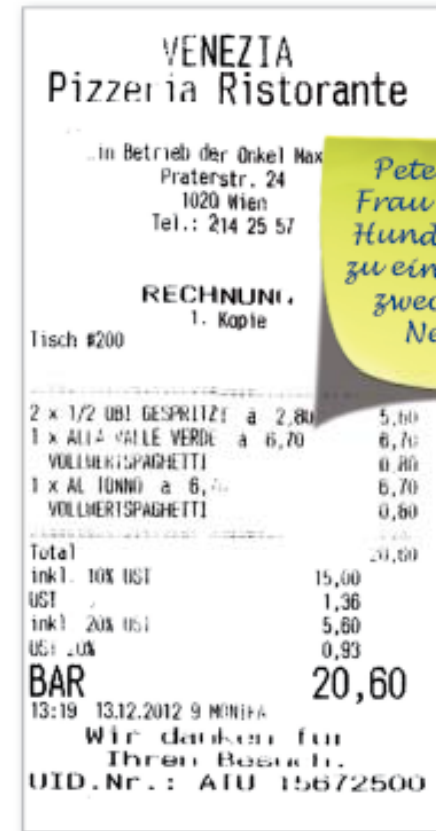 VENEZIA
Pizzeria Ristorante
in Betrieb der Onkel Max
Praterstr. 24
1020 Wien
Tel.: 214 25 57
RECHNUNG
1. Kopie
Tisch #200
2 x 1/2 OBI GESPRITZT a 2,80 5,60
1 x ALLA VALLE VERDE a 6,70 6,70
VOLLWERTSPAGHETTI 0,80
1 x AL TONNO a 6, 6,70
VOLLWERTSPAGHETTI 0,80
Total 20,60
inkl. 10% UST 15,00
UST 1,36
inkl. 20% UST 5,60
UST 20% 0,93
BAR 20,60
13:19 13.12.2012 9 MONIKA
Wir danken für
Ihren Besuch.
UID.Nr.: ATU 15672500
Pete
Frau
Hund
zu ein
zwec
Ne